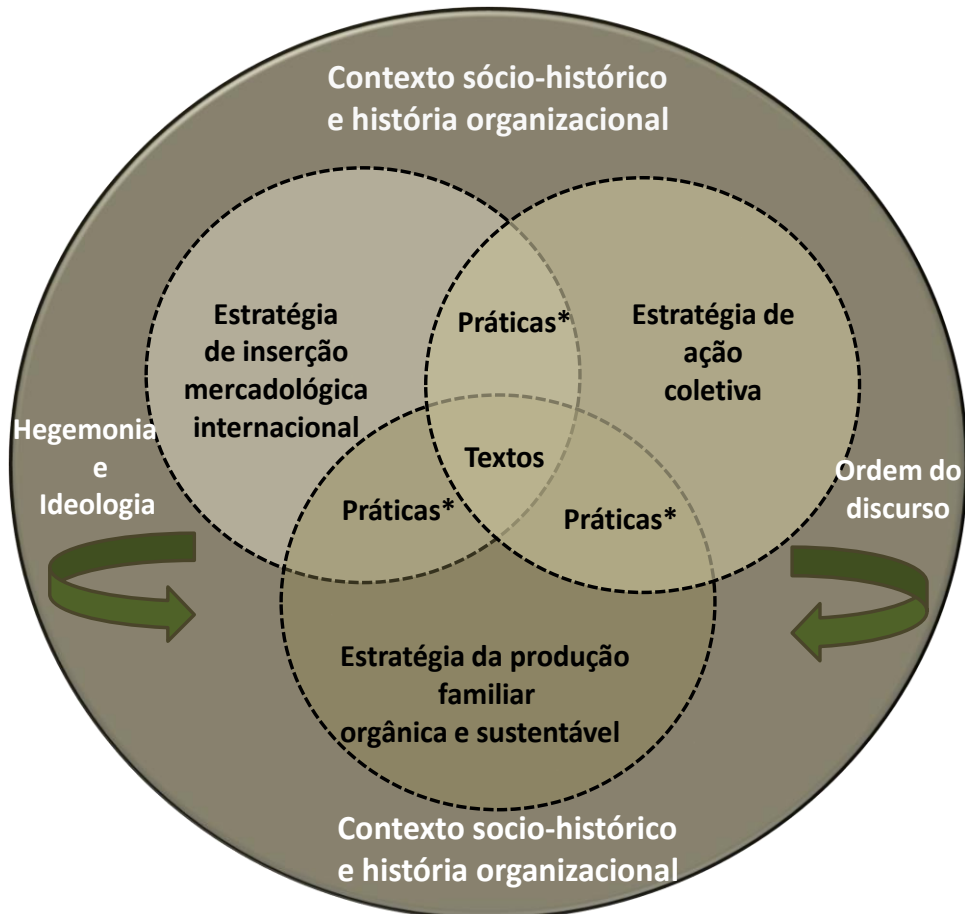 Contexto sócio-histórico
e história organizacional
Estratégia
de inserção
mercadológica
internacional
Práticas*
Estratégia de
ação
coletiva
Hegemonia
e
Ideologia
Textos
Ordem do
discurso
Práticas*
Práticas*
Estratégia da produção
familiar
orgânica e sustentável
Contexto socio-histórico
e história organizacional